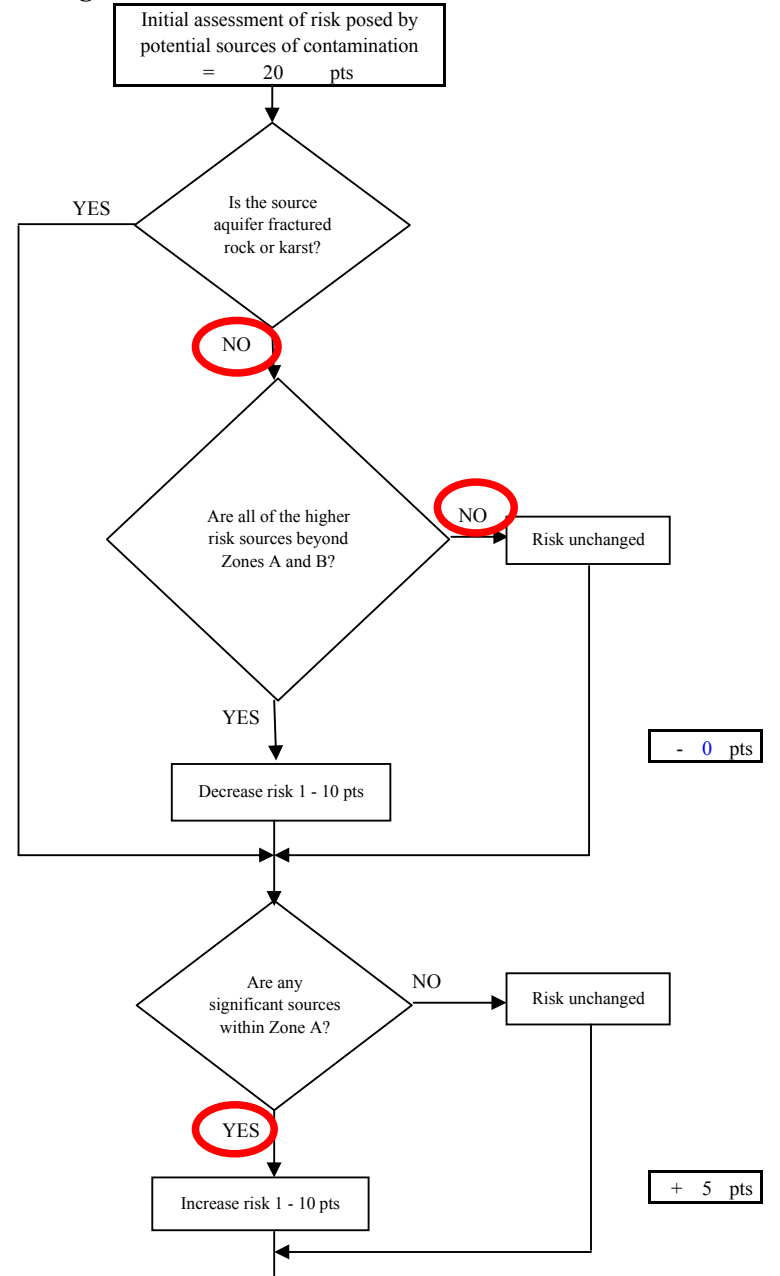 Initial assessment of risk posed by
potential sources of contamination
= 20 pts
YES
Is the source
aquifer fractured
rock or karst?
NO
Are all of the higher
risk sources beyond
Zones A and B?
NO
Risk unchanged
YES
- 0 pts
Decrease risk 1 - 10 pts
Are any
significant sources
within Zone A?
NO
Risk unchanged
YES
+ 5 pts
Increase risk 1 - 10 pts